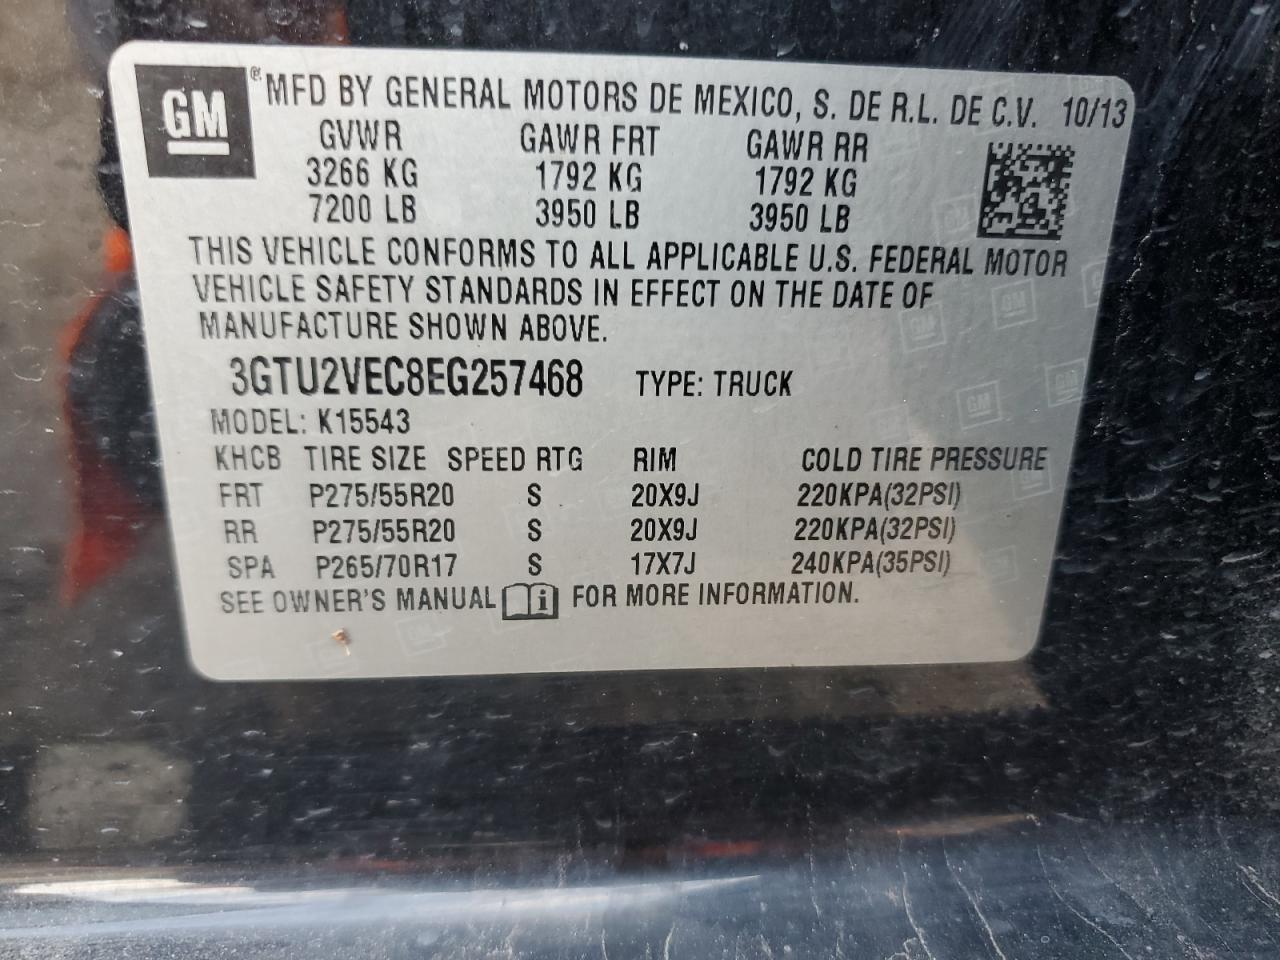 GM ® MFD BY GENERAL MOTORS DE MEXICO, S. DE R.L. DE C.V. 10/13
GVWR GAWR FRT GAWR RR
3266 KG 1792 KG 1792 KG
7200 LB 3950 LB 3950 LB
THIS VEHICLE CONFORMS TO ALL APPLICABLE U.S. FEDERAL MOTOR
VEHICLE SAFETY STANDARDS IN EFFECT ON THE DATE OF
MANUFACTURE SHOWN ABOVE.
3GTU2VEC8EG257468 TYPE: TRUCK
MODEL: K15543
KHCB TIRE SIZE SPEED RTG RIM COLD TIRE PRESSURE
FRT P275/55R20 S 20X9J 220KPA(32PSI)
RR P275/55R20 S 20X9J 220KPA(32PSI)
SPA P265/70R17 S 17X7J 240KPA(35PSI)
SEE OWNER'S MANUAL i FOR MORE INFORMATION.